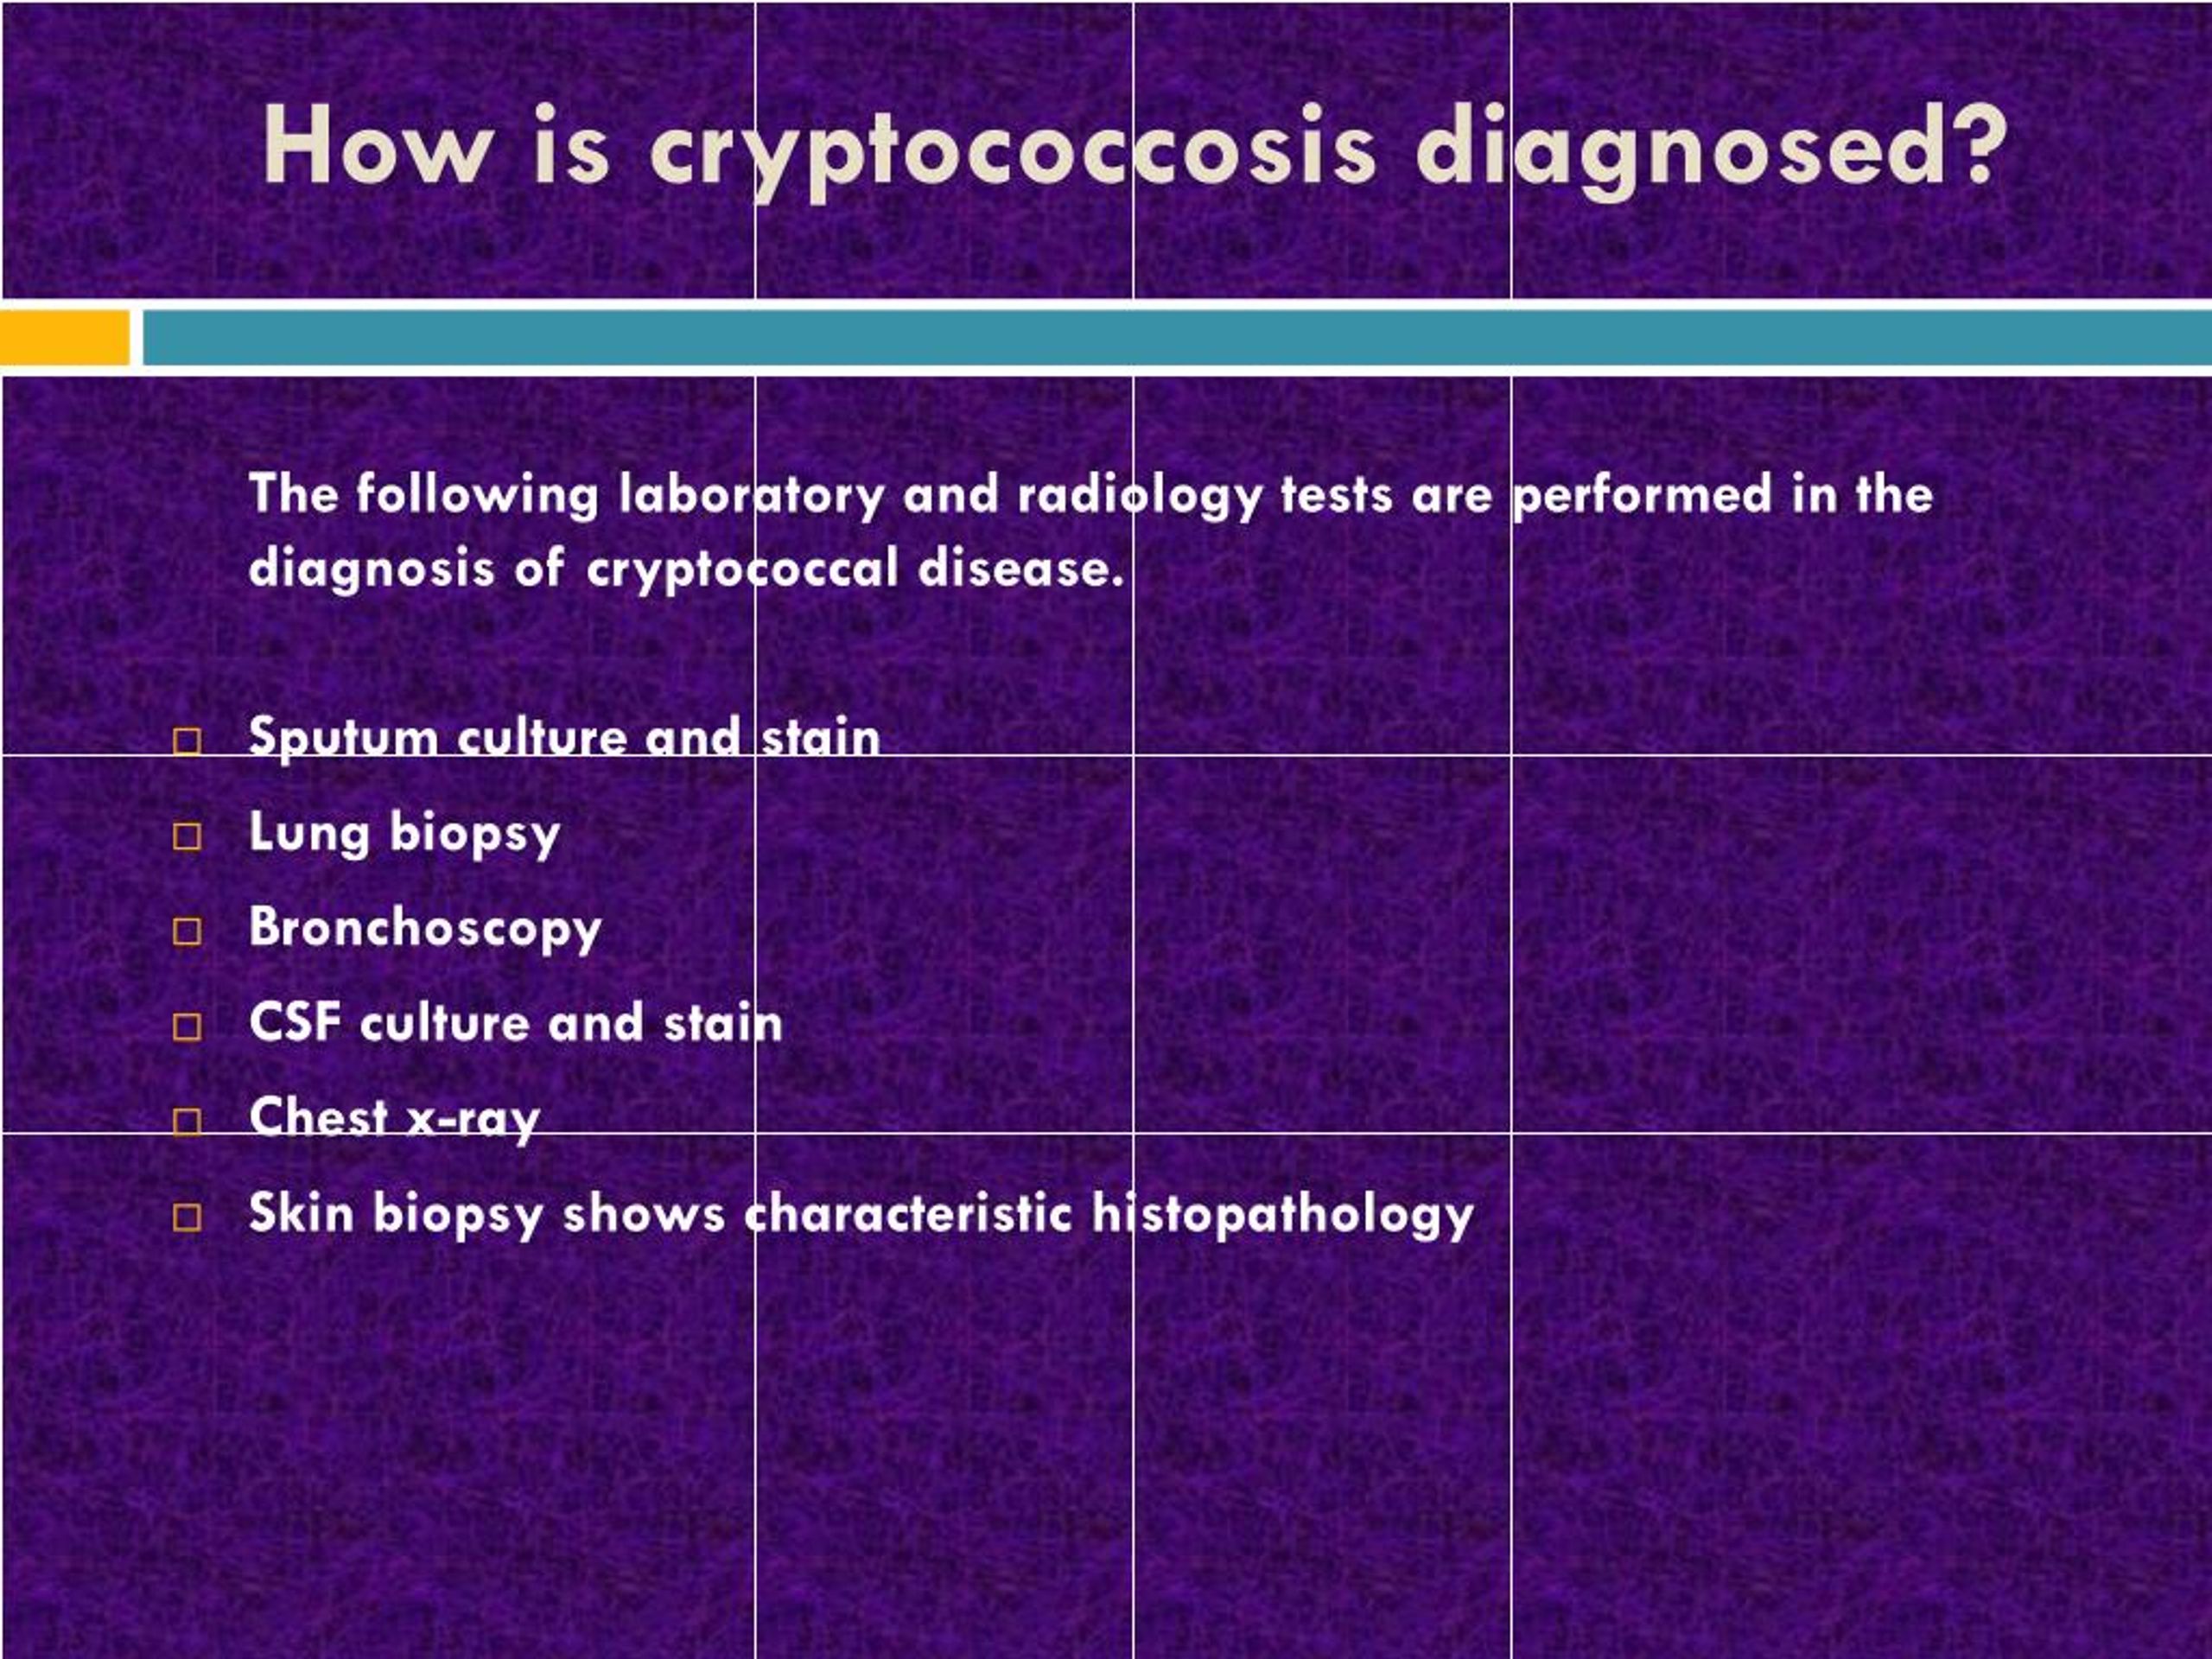 How is cryptococcosis diagnosed?
The following laboratory and radiology tests are performed in the
diagnosis of cryptococcal disease.
Sputum culture and stain
Lung biopsy
Bronchoscopy
CSF culture and stain
Chest x-ray
Skin biopsy shows characteristic histopathology